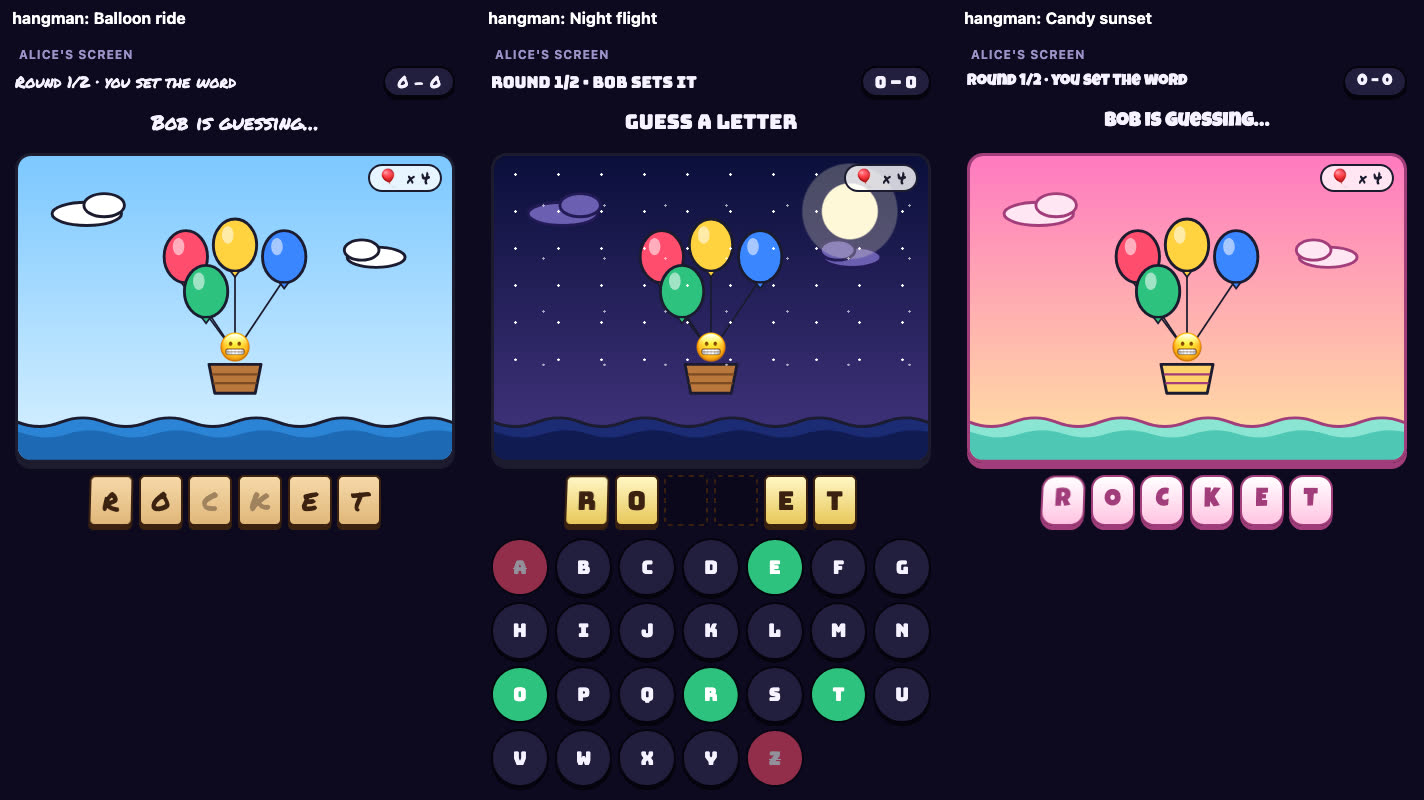 hangman: Balloon ride
ALICE'S SCREEN
ROUND 1/2 · YOU SET THE WORD
0 – 0
BOB IS GUESSING...
x 4
R O C K E T
hangman: Night flight
ALICE'S SCREEN
ROUND 1/2 · BOB SETS IT
0 – 0
GUESS A LETTER
x 4
R O E T
A B C D E F G
H I J K L M N
O P Q R S T U
V W X Y Z
hangman: Candy sunset
ALICE'S SCREEN
Round 1/2 · you set the word
0 – 0
Bob is guessing...
x 4
R O C K E T